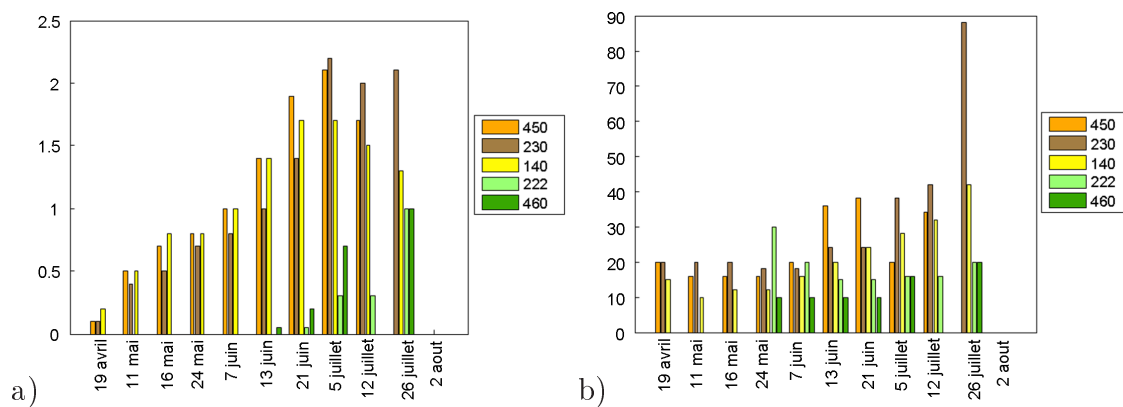 2.5
2
1.5
1
0.5
0
19 avril
11 mai
16 mai
24 mai
7 juin
13 juin
21 juin
5 juillet
12 juillet
26 juillet
2 aout
450
230
140
222
460
a)
90
80
70
60
50
40
30
20
10
0
19 avril
11 mai
16 mai
24 mai
7 juin
13 juin
21 juin
5 juillet
12 juillet
26 juillet
2 aout
450
230
140
222
460
b)